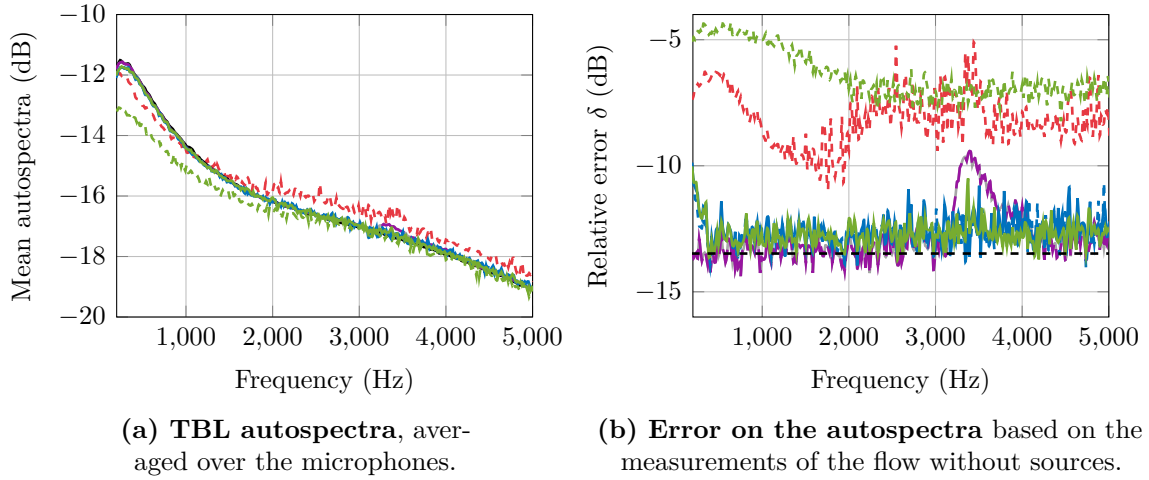 −10
−12
−14
−16
−18
−20
Mean autospectra (dB)
1,000 2,000 3,000 4,000 5,000
Frequency (Hz)
(a) TBL autospectra, aver-
aged over the microphones.
−5
−10
−15
Relative error δ (dB)
1,000 2,000 3,000 4,000 5,000
Frequency (Hz)
(b) Error on the autospectra based on the
measurements of the flow without sources.